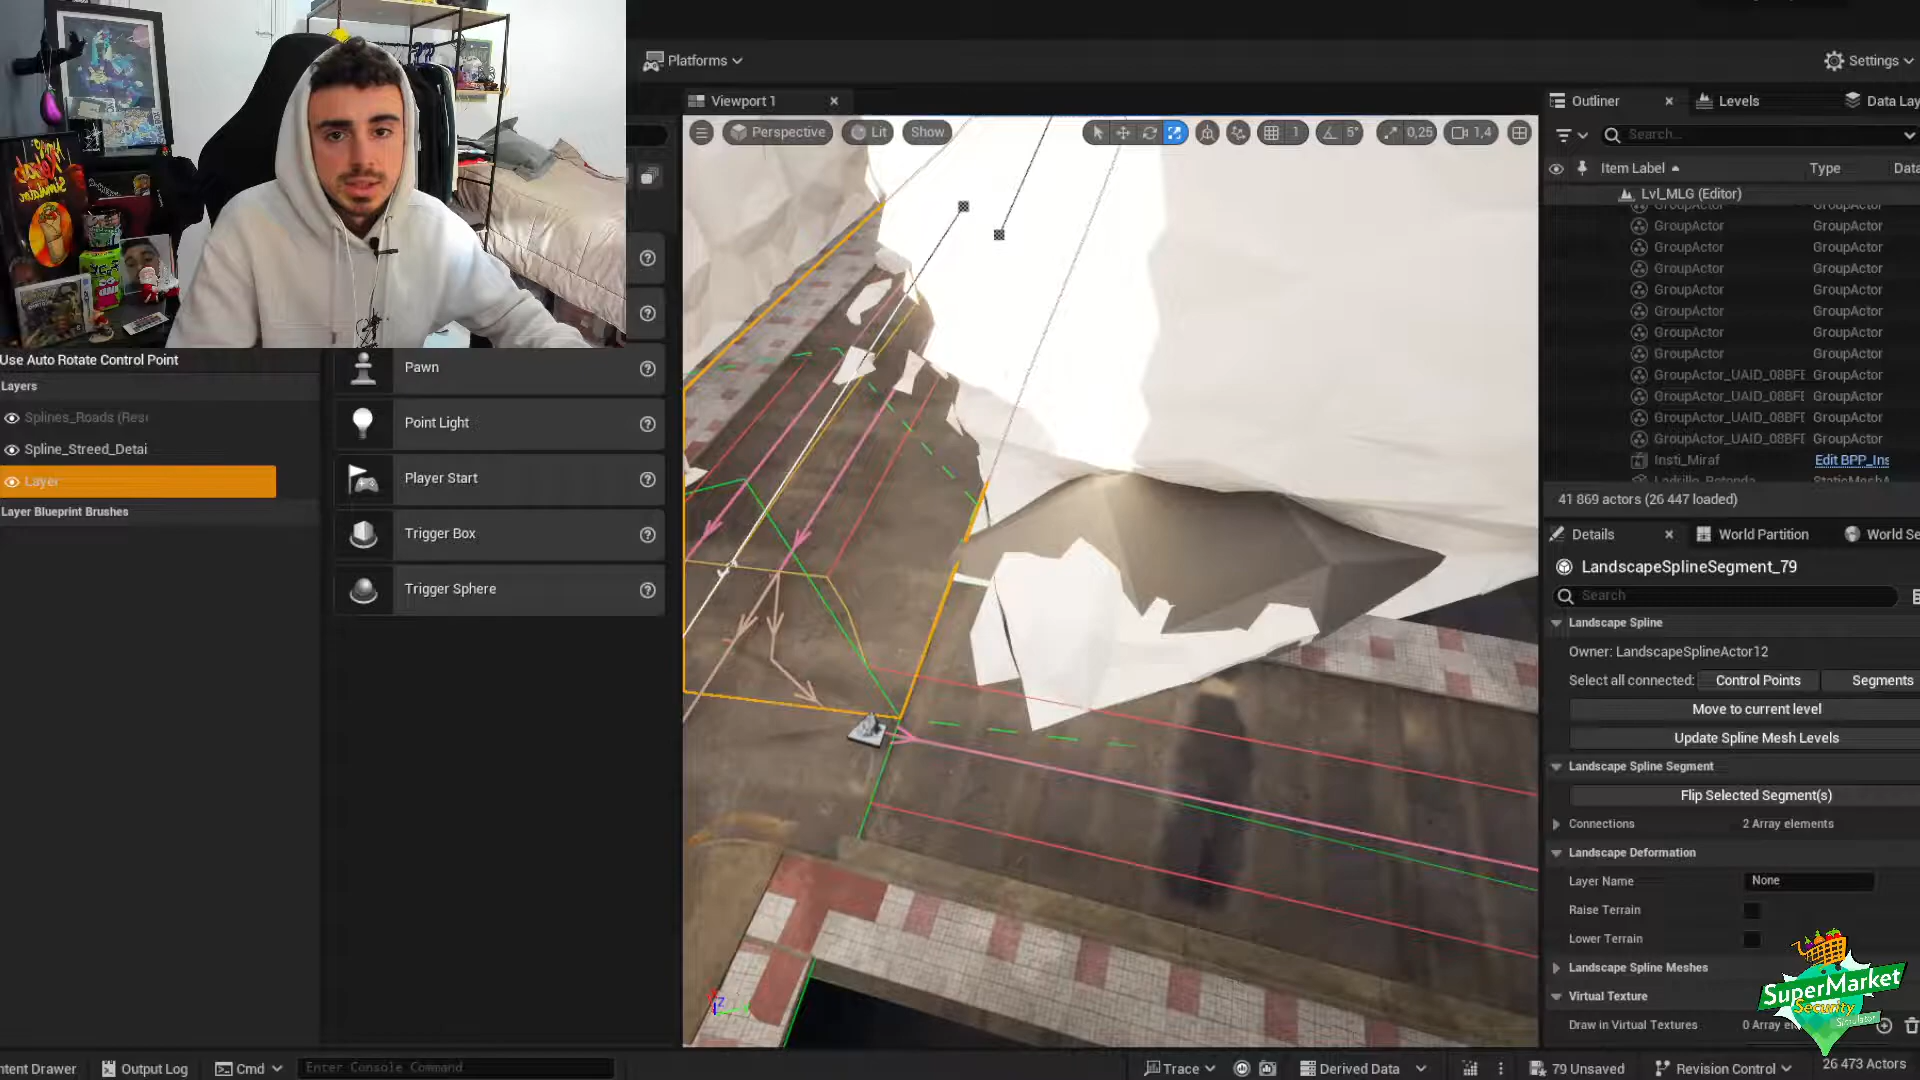 Platforms
Settings
Viewport 1
Outliner
Levels
Data Lay
Perspective
Lit
Show
1
5°
0,25
1,4
Search...
Item Label
Type
Data
Lvl_MLG (Editor)
GroupActor GroupActor
GroupActor GroupActor
GroupActor GroupActor
GroupActor GroupActor
GroupActor GroupActor
GroupActor GroupActor
GroupActor GroupActor
GroupActor GroupActor
GroupActor_UAID_08BFE GroupActor
GroupActor_UAID_08BFE GroupActor
GroupActor_UAID_08BFE GroupActor
GroupActor_UAID_08BFE GroupActor
Insti_Miraf Edit BPP_Ins
41 869 actors (26 447 loaded)
Details
World Partition
World Se
LandscapeSplineSegment_79
Search
Landscape Spline
Owner: LandscapeSplineActor12
Select all connected: Control Points Segments
Move to current level
Update Spline Mesh Levels
Landscape Spline Segment
Flip Selected Segment(s)
Connections 2 Array elements
Landscape Deformation
Layer Name None
Raise Terrain
Lower Terrain
Landscape Spline Meshes
Virtual Texture
Draw in Virtual Textures 0 Array
SuperMarket
Security
Simulator
Use Auto Rotate Control Point
Layers
Splines_Roads (Res
Spline_Streed_Detai
Layer
Layer Blueprint Brushes
Pawn
Point Light
Player Start
Trigger Box
Trigger Sphere
Z
ntent Drawer
Output Log
Cmd
Enter Console Command
Trace
Derived Data
79 Unsaved
Revision Control
26 473 Actors